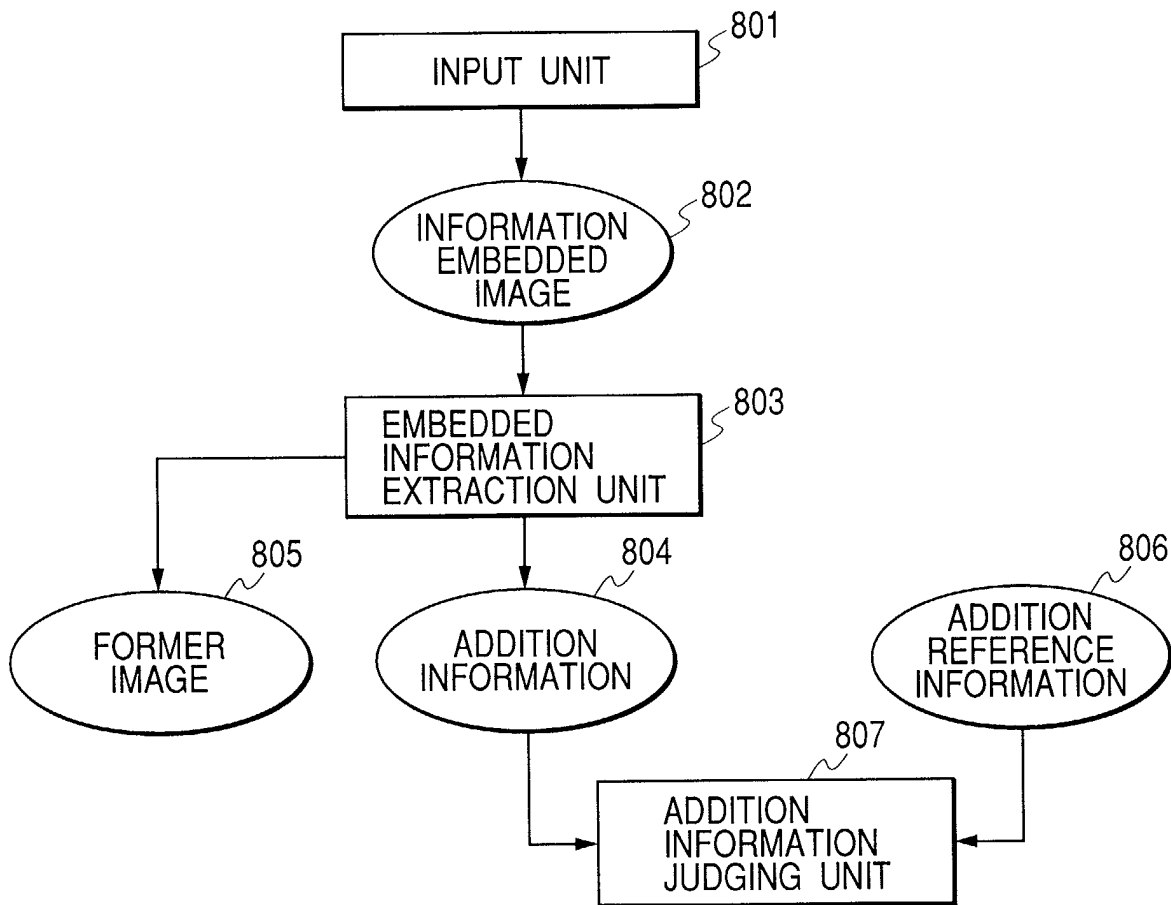 801
INPUT UNIT
802
INFORMATION
EMBEDDED
IMAGE
803
EMBEDDED
INFORMATION
EXTRACTION UNIT
805
FORMER
IMAGE
804
ADDITION
INFORMATION
806
ADDITION
REFERENCE
INFORMATION
807
ADDITION
INFORMATION
JUDGING UNIT